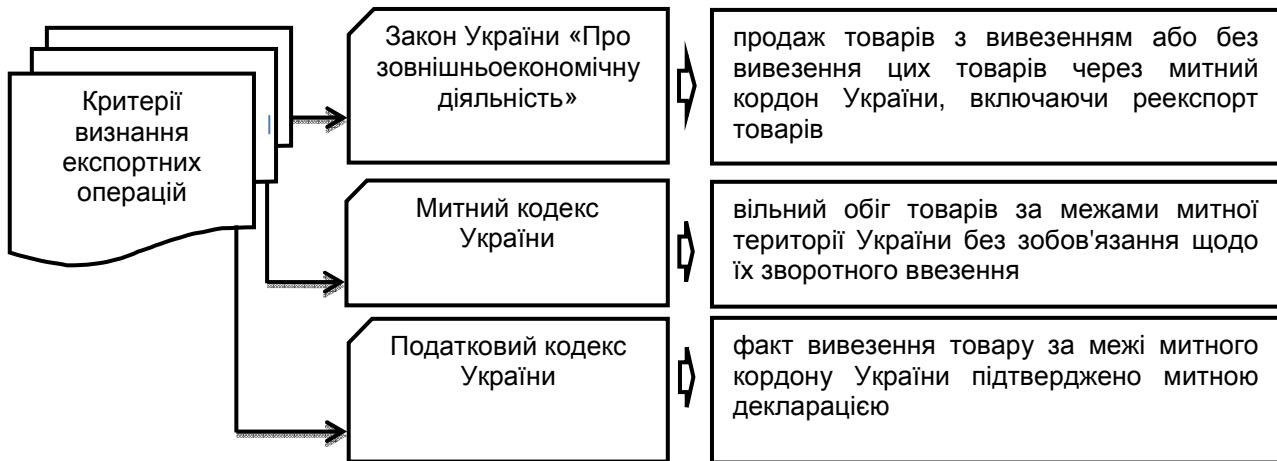 Критерії
визнання
експортних
операцій
Закон України «Про
зовнішньоекономічну
діяльність»
продаж товарів з вивезенням або без
вивезення цих товарів через митний
кордон України, включаючи реекспорт
товарів
Митний кодекс
України
вільний обіг товарів за межами митної
території України без зобов'язання щодо
їх зворотного ввезення
Податковий кодекс
України
факт вивезення товару за межі митного
кордону України підтверджено митною
декларацією